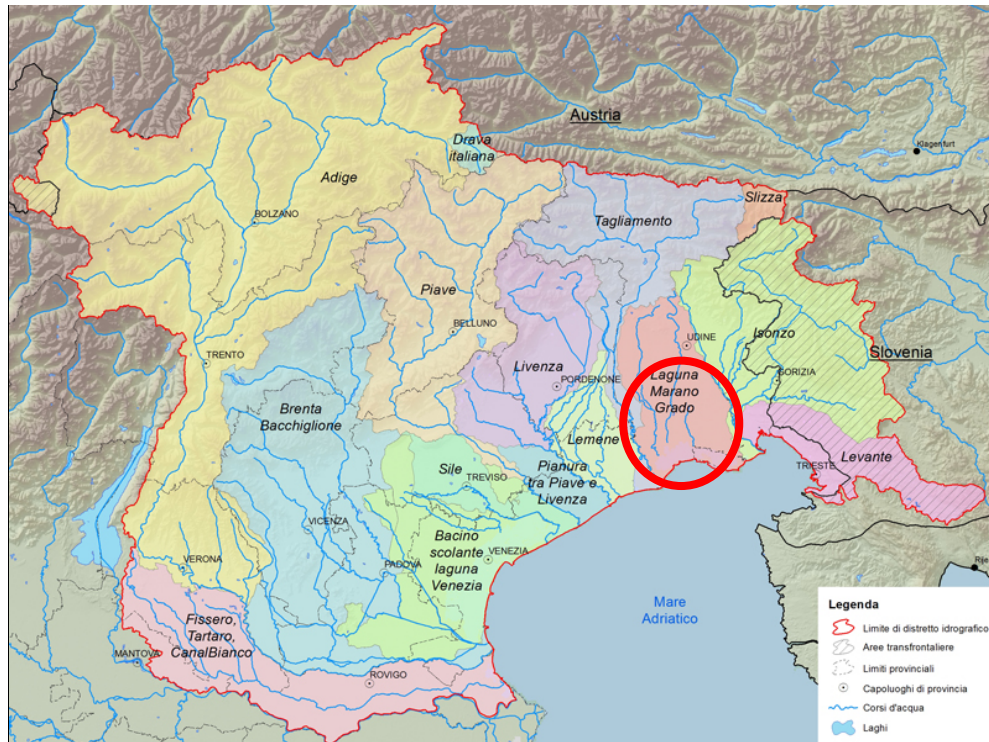 Austria
Klagenfurt
Drava
italiana
Adige
Slizza
BOLZANO
Tagliamento
Piave
BELLUNO
UDINE
Isonzo
Slovenia
TRENTO
Livenza
PORDENONE
Laguna
Marano
Grado
GORIZIA
Brenta
Bacchiglione
Lemene
Levante
Sile
TREVISO
Pianura
tra Piave e
Livenza
TRIESTE
VICENZA
Bacino
scolante
laguna
Venezia
VENEZIA
VERONA
PADOVA
Rije
Mare
Adriatico
Fissero,
Tartaro,
CanalBianco
MANTOVA
ROVIGO
Legenda
Limite di distretto idrografico
Aree transfrontaliere
Limiti provinciali
Capoluoghi di provincia
Corsi d'acqua
Laghi